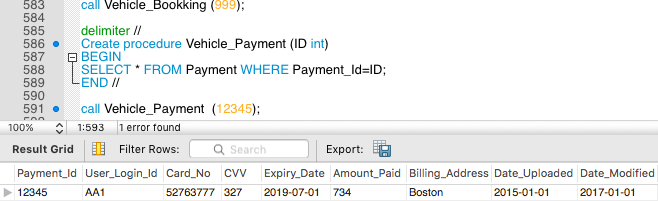 583 call Vehicle_Bookking (999);
584
585 delimiter //
586 Create procedure Vehicle_Payment (ID int)
587 BEGIN
588 SELECT * FROM Payment WHERE Payment_Id=ID;
589 END //
590
591 call Vehicle_Payment (12345);
100% 1:593 1 error found
Result Grid Filter Rows: Search Export:
Payment_Id User_Login_Id Card_No CVV Expiry_Date Amount_Paid Billing_Address Date_Uploaded Date_Modified
12345 AA1 52763777 327 2019-07-01 734 Boston 2015-01-01 2017-01-01